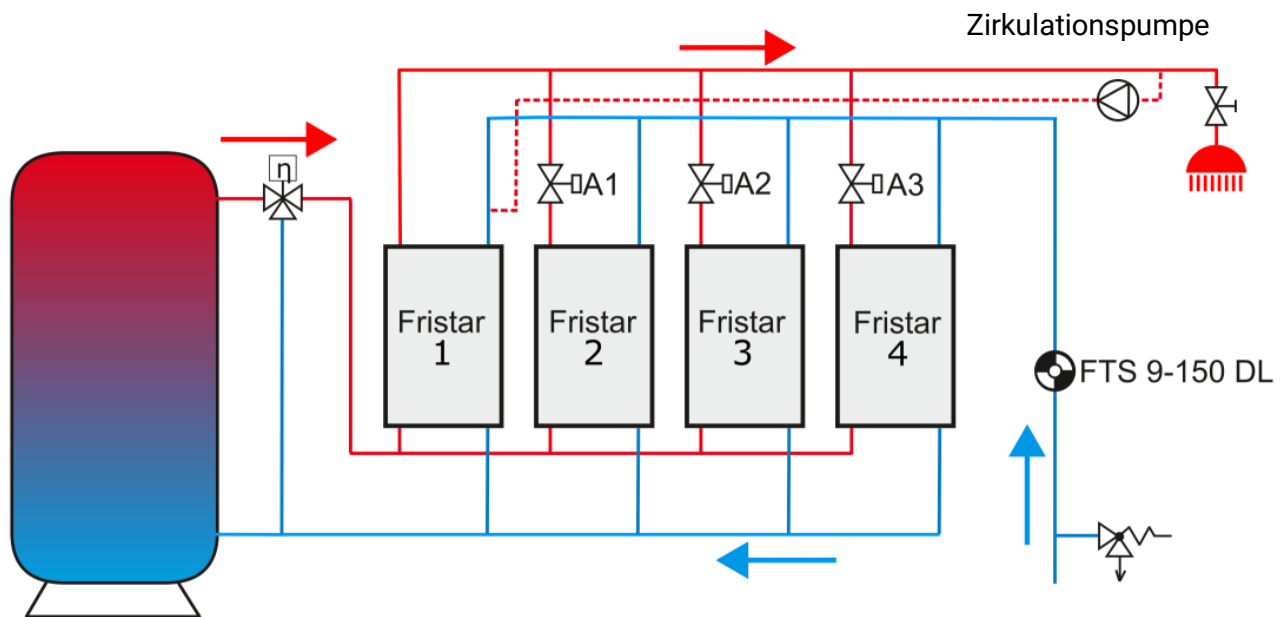 Zirkulationspumpe
η
A1
A2
A3
Fristar
1
Fristar
2
Fristar
3
Fristar
4
FTS 9-150 DL